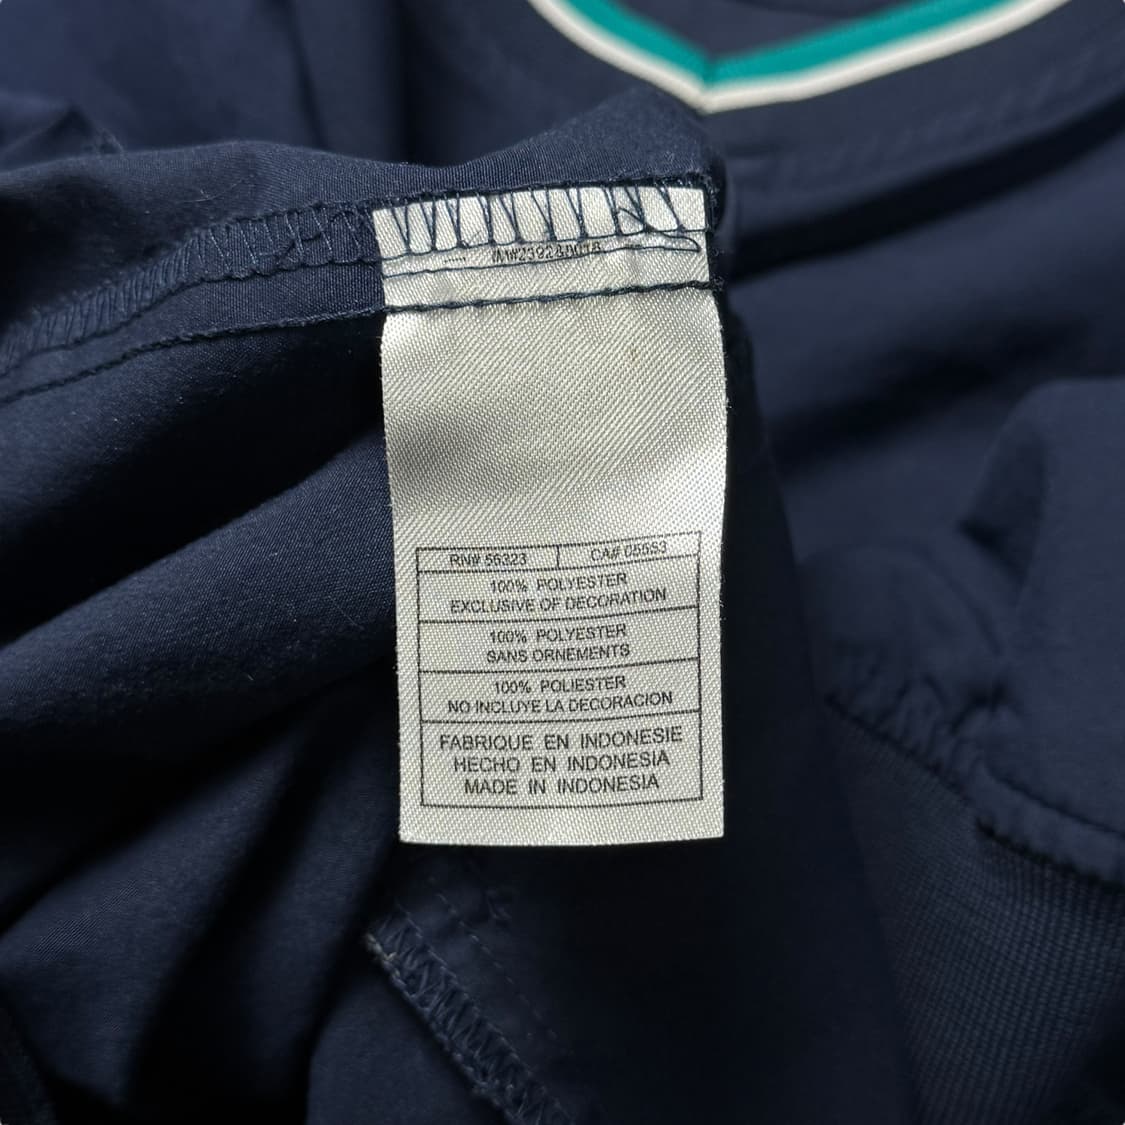 RN# 56323 CA# 05553
100% POLYESTER
EXCLUSIVE OF DECORATION
100% POLYESTER
SANS ORNEMENTS
100% POLIESTER
NO INCLUYE LA DECORACION
FABRIQUE EN INDONESIE
HECHO EN INDONESIA
MADE IN INDONESIA